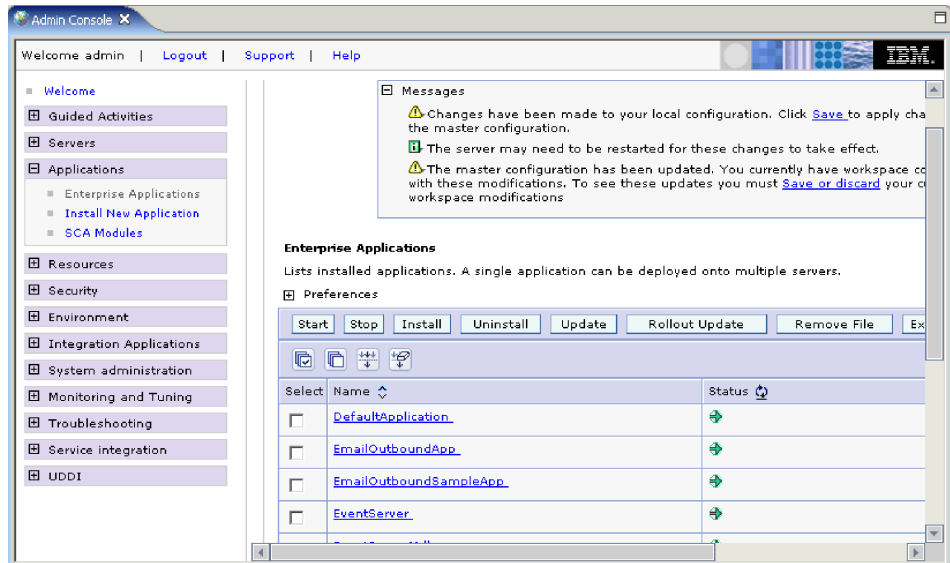 Admin Console
Welcome admin | Logout | Support | Help
IBM.
Welcome
Guided Activities
Servers
Applications
Enterprise Applications
Install New Application
SCA Modules
Resources
Security
Environment
Integration Applications
System administration
Monitoring and Tuning
Troubleshooting
Service integration
UDDI
Messages
Changes have been made to your local configuration. Click Save to apply cha
the master configuration.
The server may need to be restarted for these changes to take effect.
The master configuration has been updated. You currently have workspace co
with these modifications. To see these updates you must Save or discard your c
workspace modifications
Enterprise Applications
Lists installed applications. A single application can be deployed onto multiple servers.
Preferences
Start Stop Install Uninstall Update Rollout Update Remove File Ex
Select Name Status
DefaultApplication
EmailOutboundApp
EmailOutboundSampleApp
EventServer